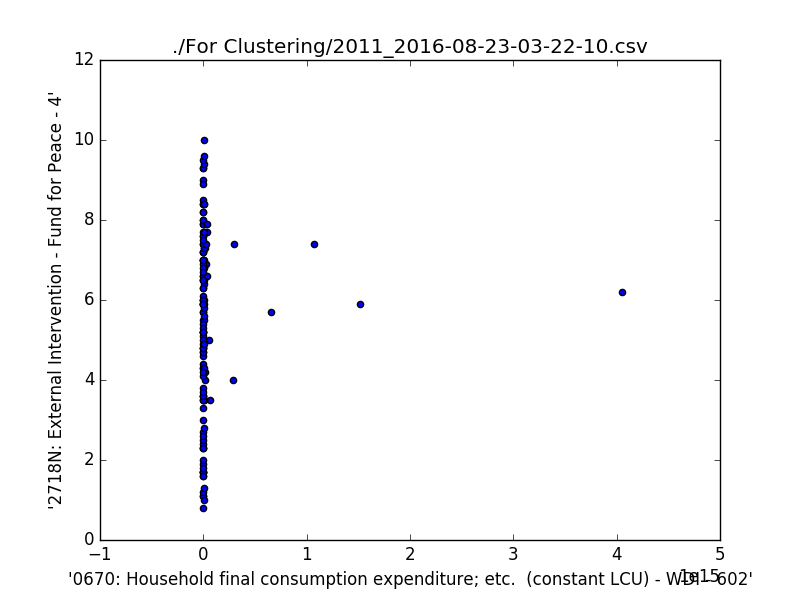 ./For Clustering/2011_2016-08-23-03-22-10.csv
12
10
8
6
4
2
0
'2718N: External Intervention - Fund for Peace - 4'
−1 0 1 2 3 4 5
1e15
'0670: Household final consumption expenditure; etc.  (constant LCU) - WDI - 602'